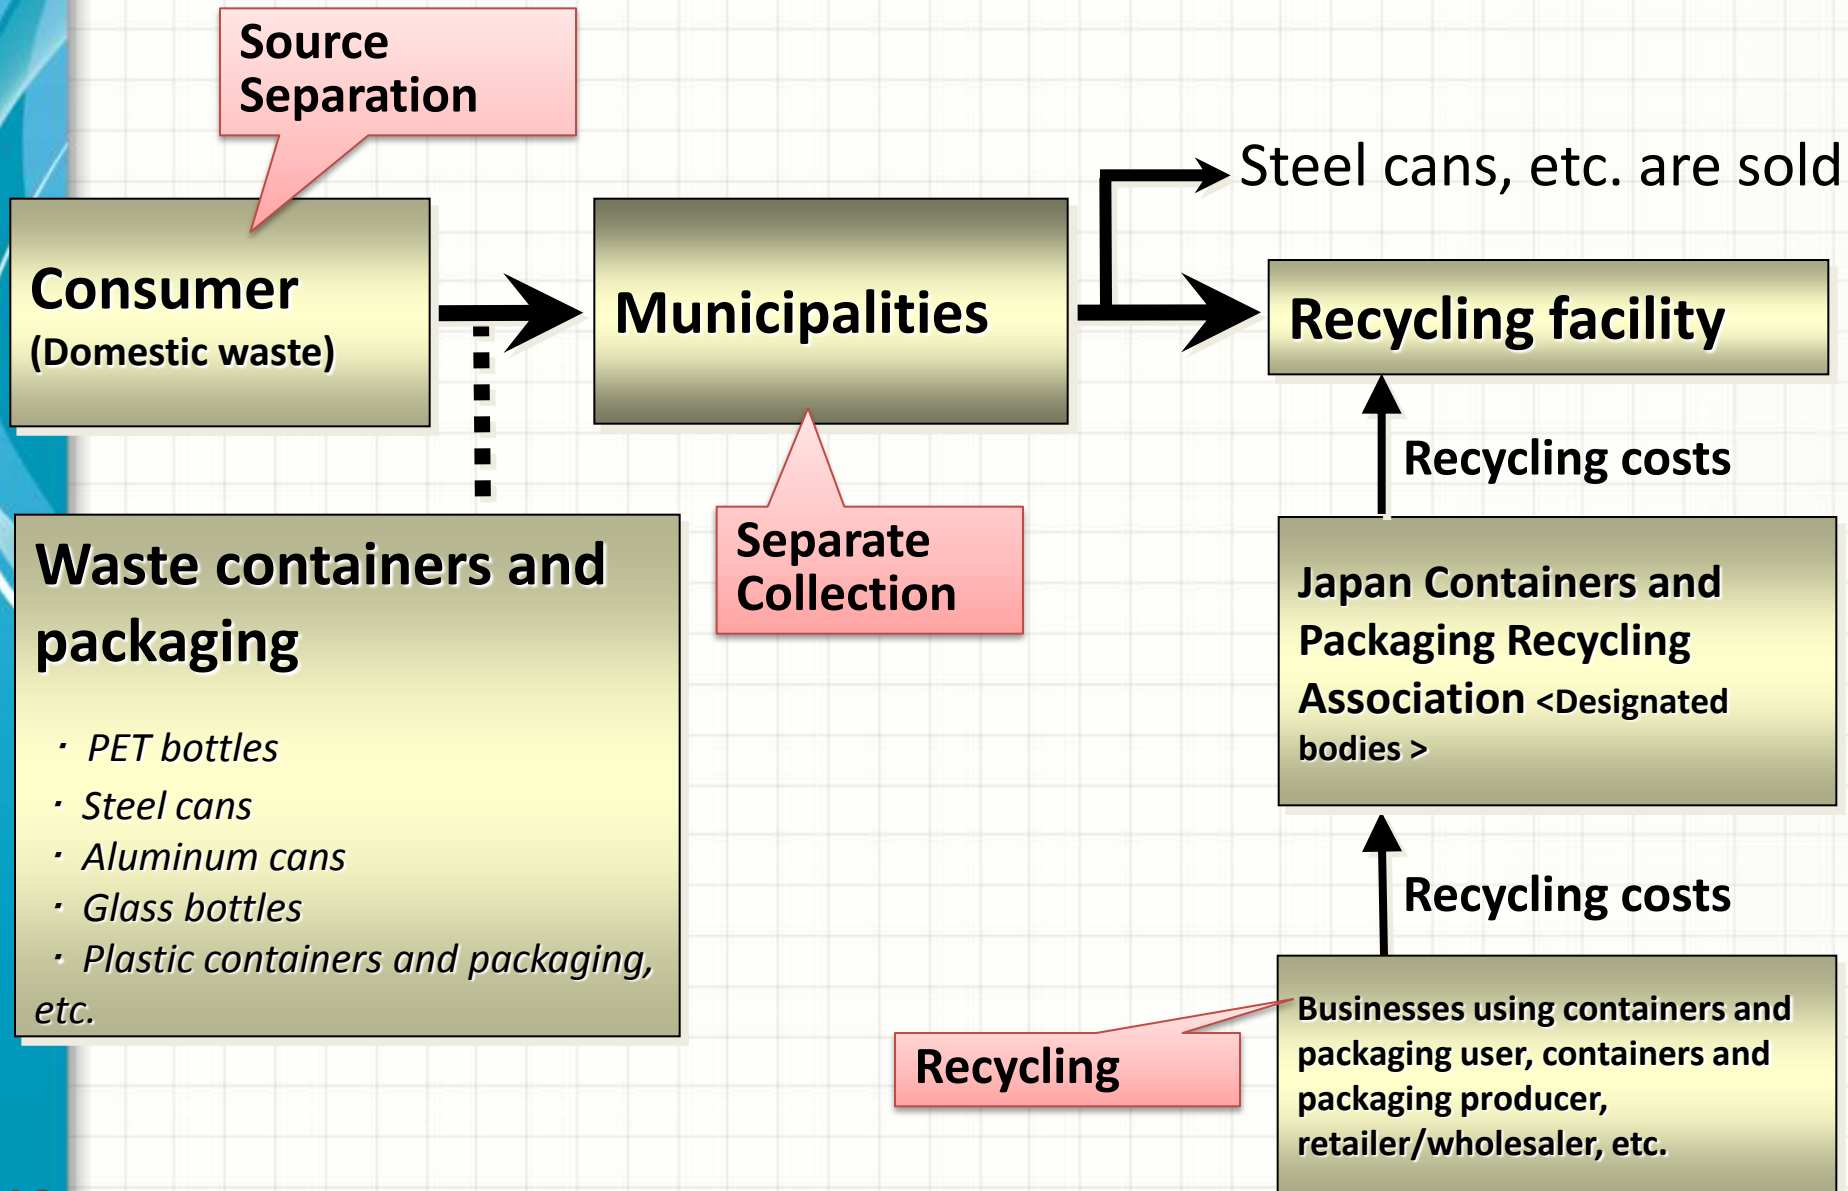 Source
Separation
Steel cans, etc. are sold
Consumer
(Domestic waste)
Municipalities
Recycling facility
Recycling costs
Waste containers and
packaging
・ PET bottles
・ Steel cans
・ Aluminum cans
・ Glass bottles
・ Plastic containers and packaging,
etc.
Separate
Collection
Japan Containers and
Packaging Recycling
Association <Designated
bodies >
Recycling costs
Recycling
Businesses using containers and
packaging user, containers and
packaging producer,
retailer/wholesaler, etc.